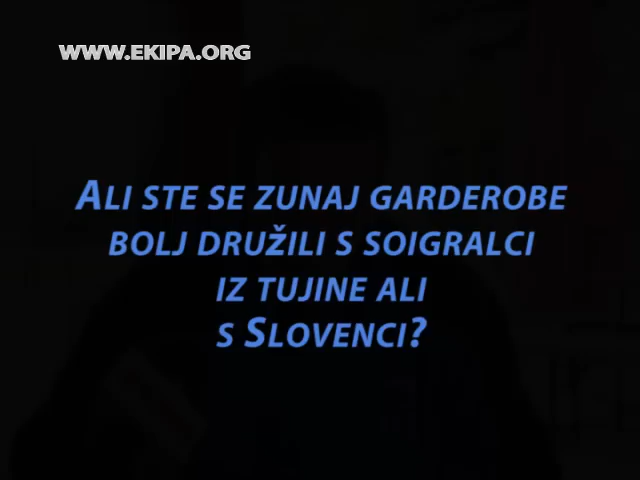 WWW.EKIPA.ORG
ALI STE SE ZUNAJ GARDEROBE
BOLJ DRUŽILI S SOIGRALCI
IZ TUJINE ALI
S SLOVENCI?